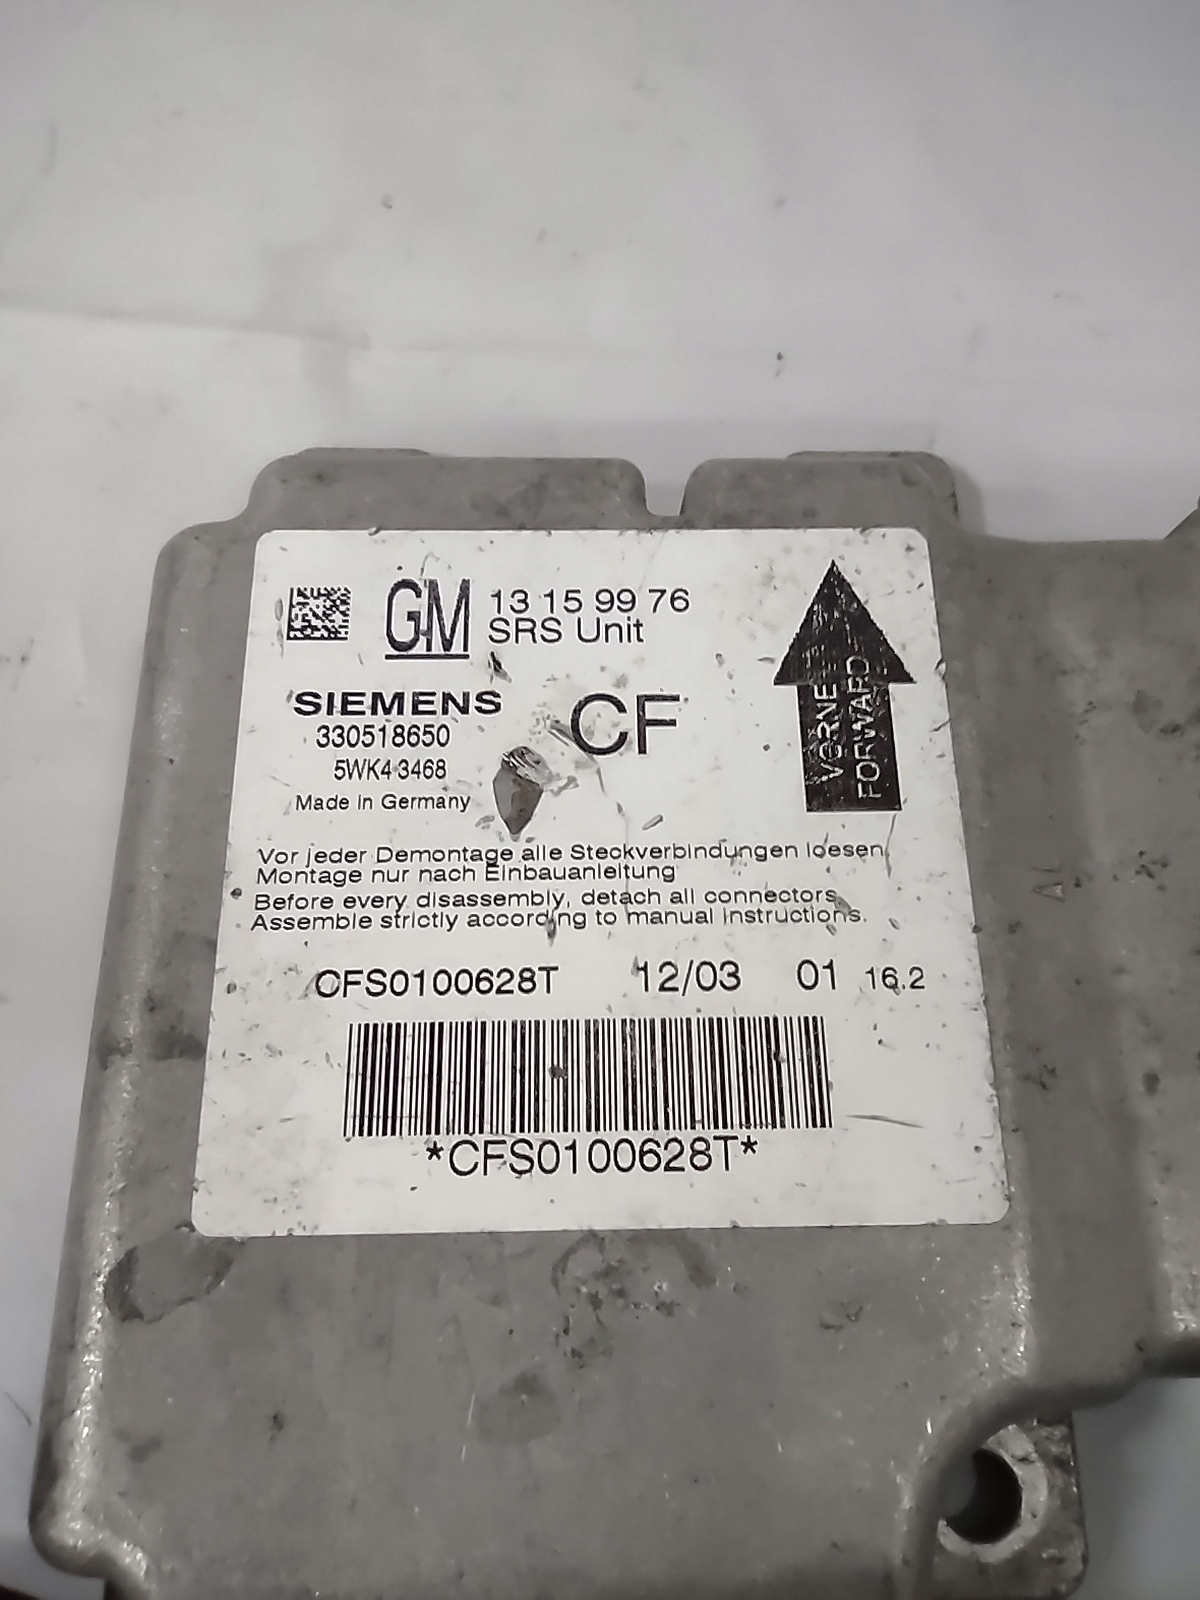 GM 13 15 99 76
SRS Unit
SIEMENS
CF
330518650
5WK4 3468
Made in Germany
VORNE
FORWARD
Vor jeder Demontage alle Steckverbindungen loesen
Montage nur nach Einbauanleitung
Before every disassembly, detach all connectors.
Assemble strictly according to manual instructions.
CFS0100628T 12/03 01 16.2
*CFS0100628T*